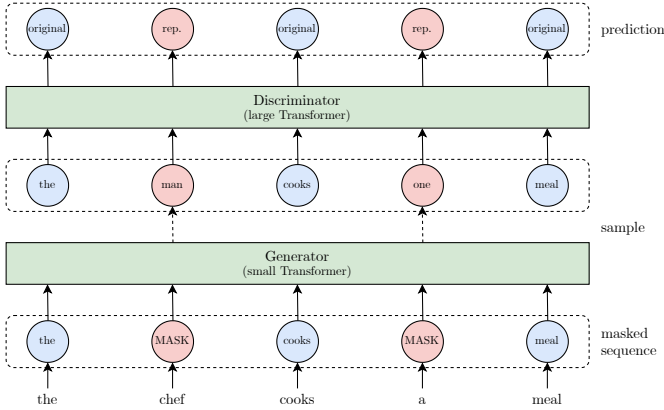 original rep. original rep. original prediction
Discriminator
(large Transformer)
the man cooks one meal
sample
Generator
(small Transformer)
the MASK cooks MASK meal masked
sequence
the chef cooks a meal